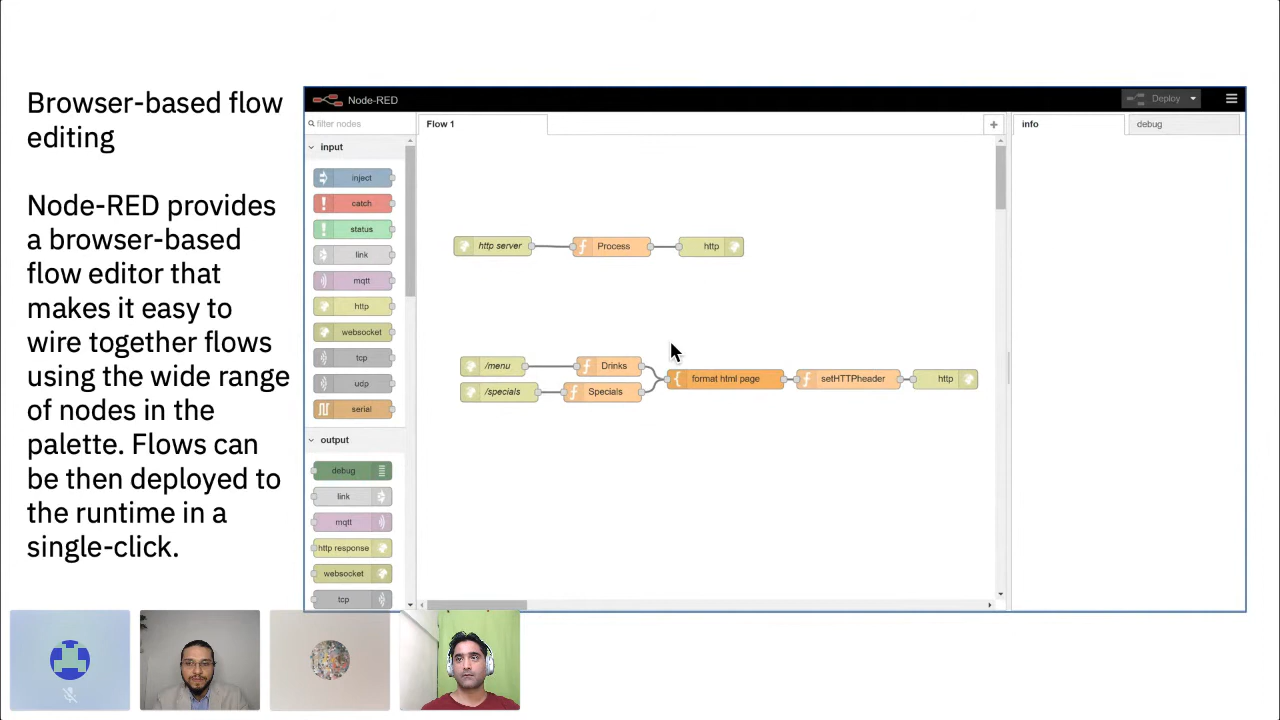 Browser-based flow
editing
Node-RED provides
a browser-based
flow editor that
makes it easy to
wire together flows
using the wide range
of nodes in the
palette. Flows can
be then deployed to
the runtime in a
single-click.
Node-RED
Deploy
filter nodes
Flow 1
info
debug
input
inject
catch
status
link
mqtt
http
websocket
tcp
udp
serial
output
debug
link
mqtt
http response
websocket
tcp
http server
Process
http
/menu
Drinks
/specials
Specials
format html page
setHTTPheader
http